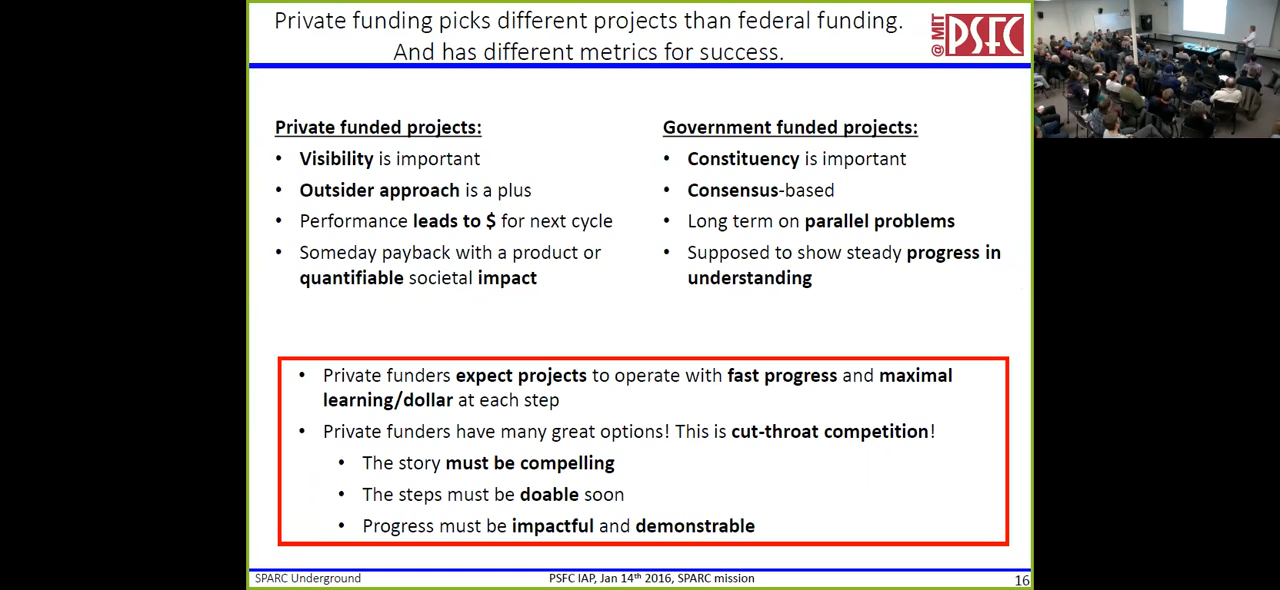 Private funding picks different projects than federal funding.
And has different metrics for success.
@MIT
PSFC
Private funded projects:
• Visibility is important
• Outsider approach is a plus
• Performance leads to $ for next cycle
• Someday payback with a product or
quantifiable societal impact
Government funded projects:
• Constituency is important
• Consensus-based
• Long term on parallel problems
• Supposed to show steady progress in
understanding
• Private funders expect projects to operate with fast progress and maximal
learning/dollar at each step
• Private funders have many great options! This is cut-throat competition!
• The story must be compelling
• The steps must be doable soon
• Progress must be impactful and demonstrable
SPARC Underground
PSFC IAP, Jan 14th 2016, SPARC mission
16